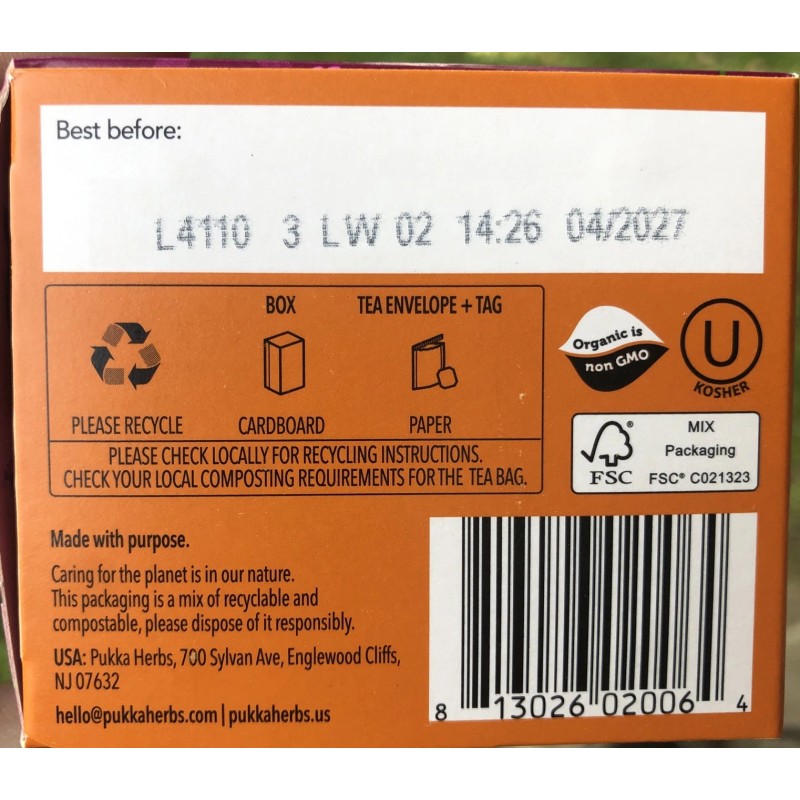 Best before:
L4110 3 LW 02 14:26 04/2027
BOX TEA ENVELOPE + TAG
PLEASE RECYCLE CARDBOARD PAPER
PLEASE CHECK LOCALLY FOR RECYCLING INSTRUCTIONS.
CHECK YOUR LOCAL COMPOSTING REQUIREMENTS FOR THE TEA BAG.
Organic is
non GMO
U
KOSHER
FSC®
MIX
Packaging
FSC® C021323
Made with purpose.
Caring for the planet is in our nature.
This packaging is a mix of recyclable and
compostable, please dispose of it responsibly.
USA: Pukka Herbs, 700 Sylvan Ave, Englewood Cliffs,
NJ 07632
hello@pukkaherbs.com | pukkaherbs.us
8 13026 02006 4